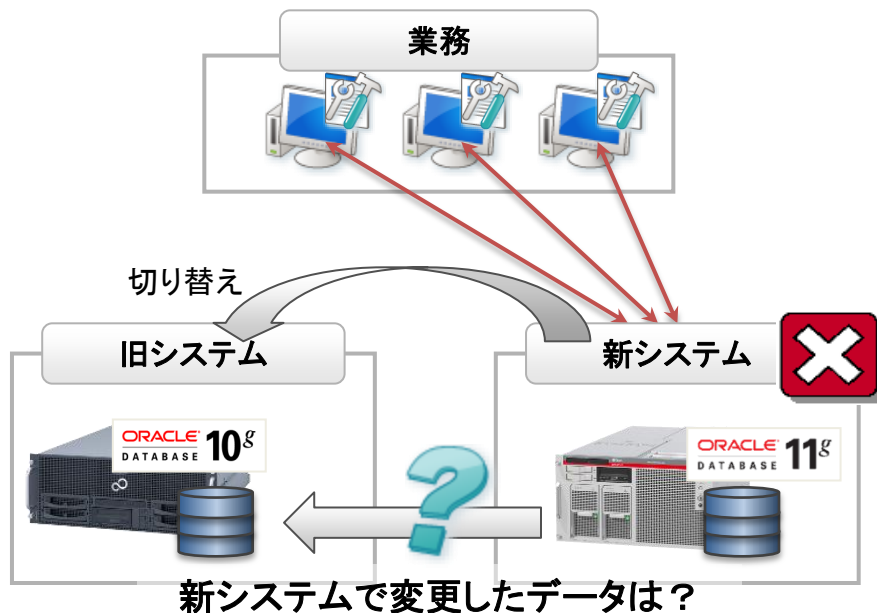 業務
切り替え
旧システム
新システム
ORACLE
DATABASE 10g
ORACLE
DATABASE 11g
新システムで変更したデータは？